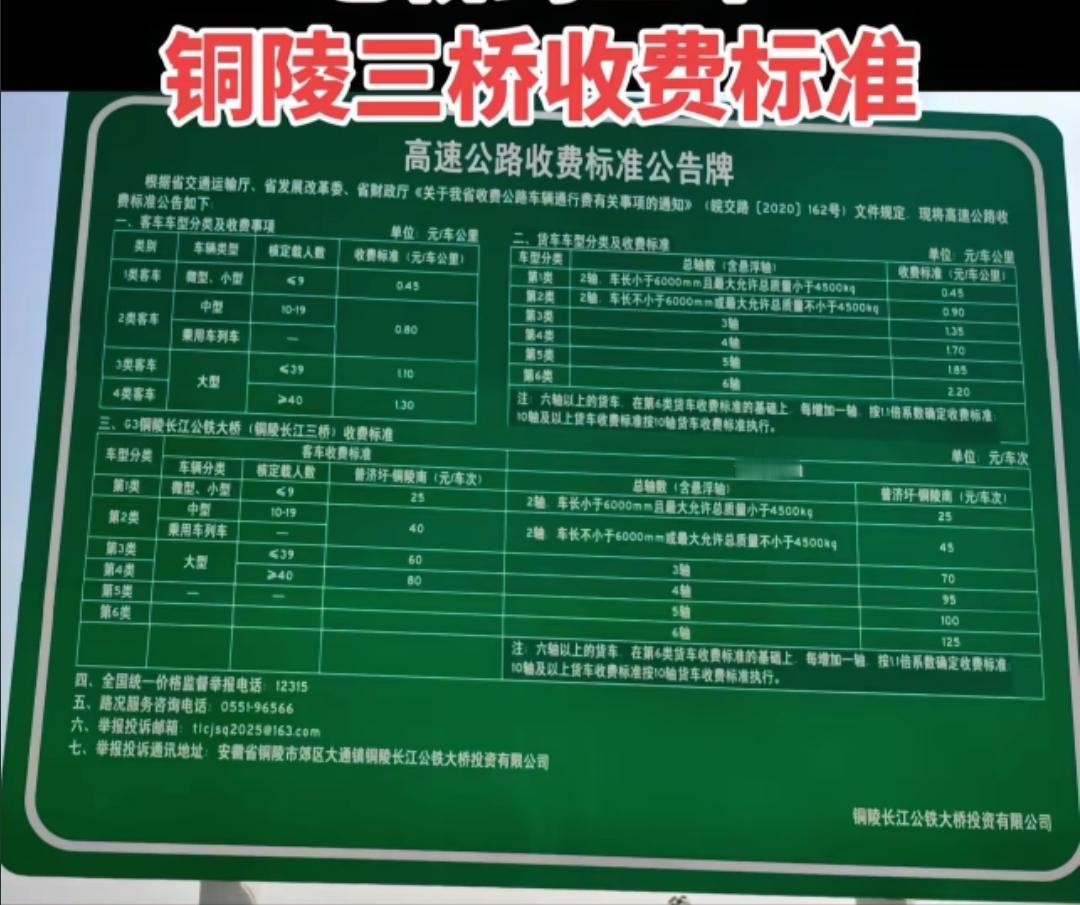 铜陵三桥收费标准
高速公路收费标准公告牌
根据省交通运输厅、省发展改革委、省财政厅《关于我省收费公路车辆通行费有关事项的通知》（皖交路［2020］162号）文件规定，现将高速公路收
费标准公告如下：
一、客车车型分类及收费事项 单位：元/车公里
类别 车辆类型 核定载人数 收费标准（元/车公里）
1类客车 微型、小型 ≤9 0.45
2类客车 中型 10-19 0.80
乘用车列车 —
3类客车 大型 ≤39 1.10
4类客车 ≥40 1.30
二、货车车型分类及收费标准 单位：元/车公里
车型分类 总轴数（含悬浮轴） 收费标准（元/车公里）
第1类 2轴，车长小于6000mm且最大允许总质量小于4500kg 0.45
第2类 2轴，车长不小于6000mm或最大允许总质量不小于4500kg 0.90
第3类 3轴 1.35
第4类 4轴 1.70
第5类 5轴 1.85
第6类 6轴 2.20
注：六轴以上的货车，在第6类货车收费标准的基础上，每增加一轴，按1.1倍系数确定收费标准；
10轴及以上货车收费标准按10轴货车收费标准执行。
三、G3铜陵长江公铁大桥（铜陵长江三桥）收费标准 单位：元/车次
车型分类 客车收费标准
车辆分类 核定载人数 普济圩-铜陵南（元/车次） 总轴数（含悬浮轴） 普济圩-铜陵南（元/车次）
第1类 微型、小型 ≤9 25 2轴，车长小于6000mm且最大允许总质量小于4500kg 25
第2类 中型 10-19 40 2轴，车长不小于6000mm或最大允许总质量不小于4500kg 45
乘用车列车 —
第3类 大型 ≤39 60 3轴 70
第4类 ≥40 80 4轴 95
第5类 — — 5轴 100
第6类 6轴 125
注：六轴以上的货车，在第6类货车收费标准的基础上，每增加一轴，按1.1倍系数确定收费标准；
10轴及以上货车收费标准按10轴货车收费标准执行。
四、全国统一价格监督举报电话：12315
五、路况服务咨询电话：0551-96566
六、举报投诉邮箱：tlcjsq2025@163.com
七、举报投诉通讯地址：安徽省铜陵市郊区大通镇铜陵长江公铁大桥投资有限公司
铜陵长江公铁大桥投资有限公司